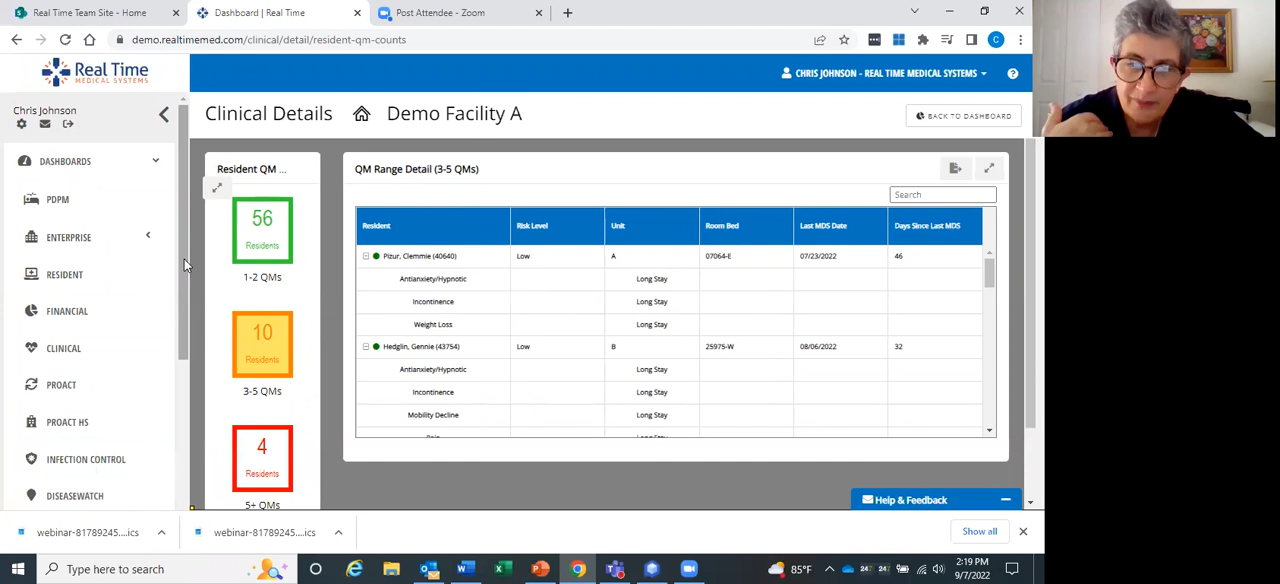 Real Time Team Site - Home
Dashboard | Real Time
Post Attendee - Zoom
demo.realtimemed.com/clinical/detail/resident-qm-counts
C
Real Time
MEDICAL SYSTEMS
CHRIS JOHNSON - REAL TIME MEDICAL SYSTEMS
Chris Johnson
Clinical Details
Demo Facility A
BACK TO DASHBOARD
DASHBOARDS
PDPM
ENTERPRISE
RESIDENT
FINANCIAL
CLINICAL
PROACT
PROACT HS
INFECTION CONTROL
DISEASEWATCH
Resident QM ...
56
Residents
1-2 QMs
10
Residents
3-5 QMs
4
Residents
5+ QMs
QM Range Detail (3-5 QMs)
Search
Resident Risk Level Unit Room Bed Last MDS Date Days Since Last MDS
Pizur, Clemmie (40640) Low A 07064-E 07/23/2022 46
Antianxiety/Hypnotic Long Stay
Incontinence Long Stay
Weight Loss Long Stay
Hedglin, Gennie (43754) Low B 25975-W 08/06/2022 32
Antianxiety/Hypnotic Long Stay
Incontinence Long Stay
Mobility Decline Long Stay
Help & Feedback
webinar-81789245....ics
webinar-81789245....ics
Show all
Type here to search
85°F
247 247
2:19 PM
9/7/2022